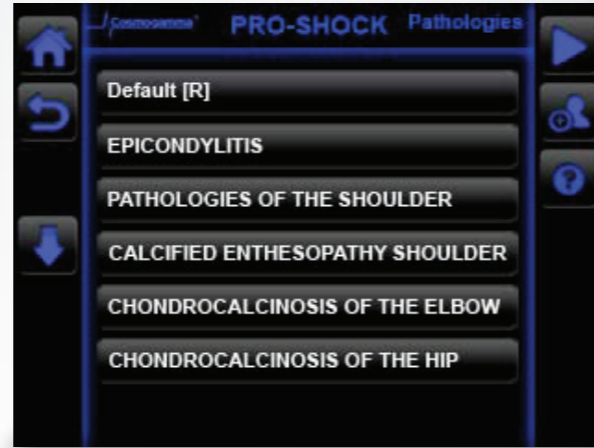 Cosmogamma PRO-SHOCK Pathologies
Default [R]
EPICONDYLITIS
PATHOLOGIES OF THE SHOULDER
CALCIFIED ENTHESOPATHY SHOULDER
CHONDROCALCINOSIS OF THE ELBOW
CHONDROCALCINOSIS OF THE HIP